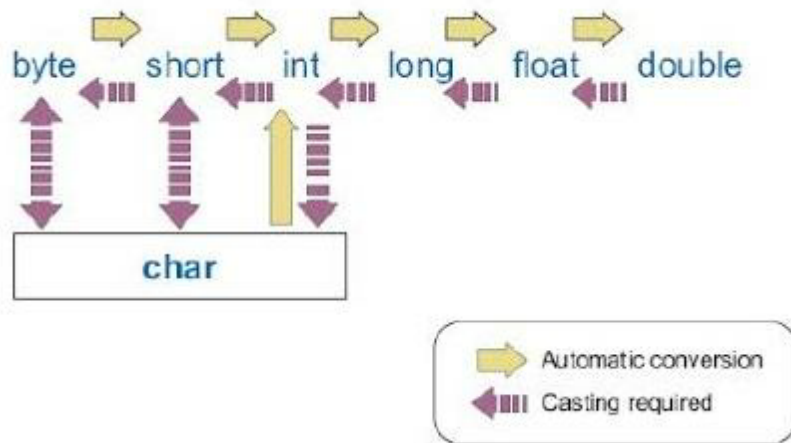 byte short int long float double
char
Automatic conversion
Casting required